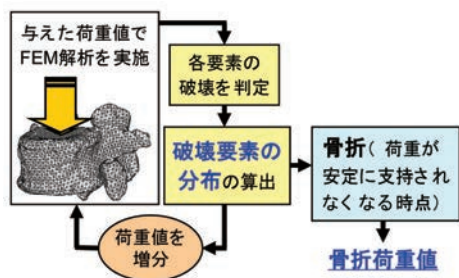 与えた荷重値で
FEM解析を実施
各要素の
破壊を判定
破壊要素の
分布の算出
骨折(荷重が
安定に支持され
なくなる時点)
荷重値を
増分
骨折荷重値